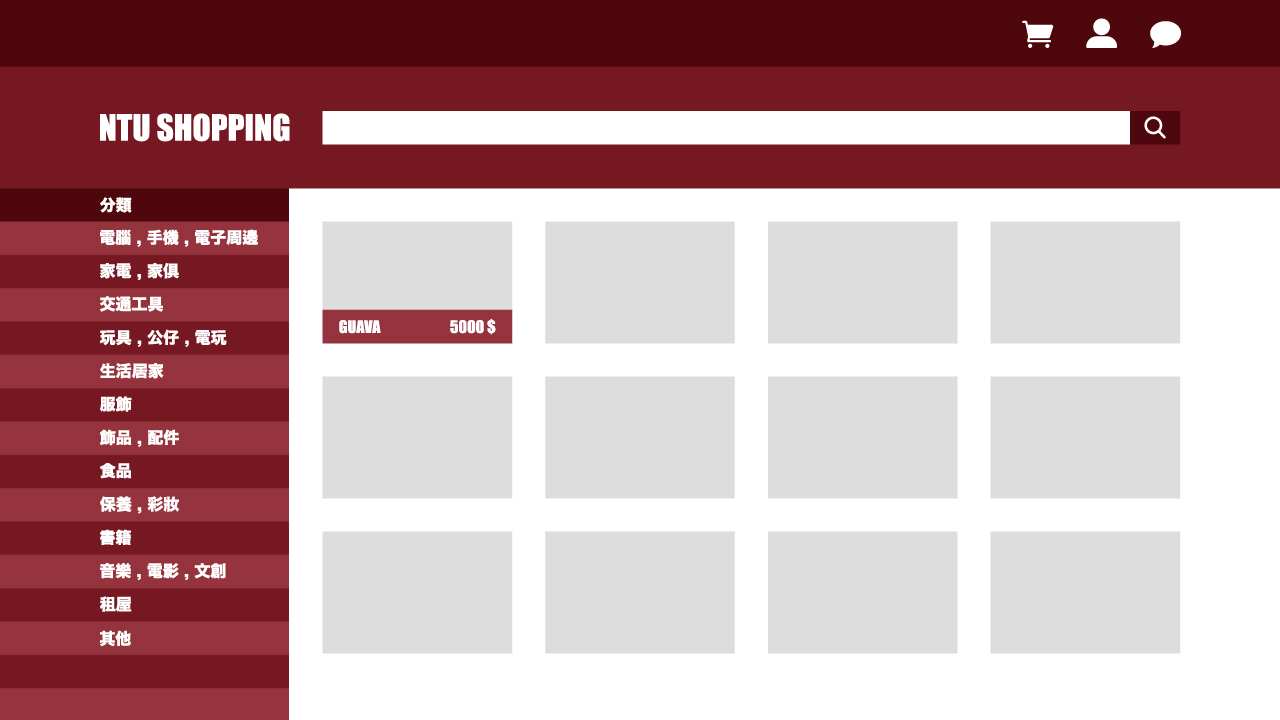 NTU SHOPPING
分類
電腦 , 手機 , 電子周邊
家電 , 家俱
交通工具
玩具 , 公仔 , 電玩
生活居家
服飾
飾品 , 配件
食品
保養 , 彩妝
書籍
音樂 , 電影 , 文創
租屋
其他
GUAVA 5000 $